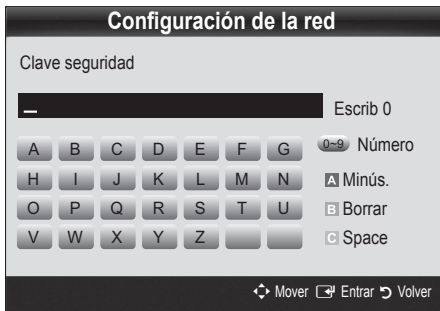 Configuración de la red
Clave seguridad
_ Escrib 0
A B C D E F G 0~9 Número
H I J K L M N A Minús.
O P Q R S T U B Borrar
V W X Y Z C Space
Mover Entrar Volver